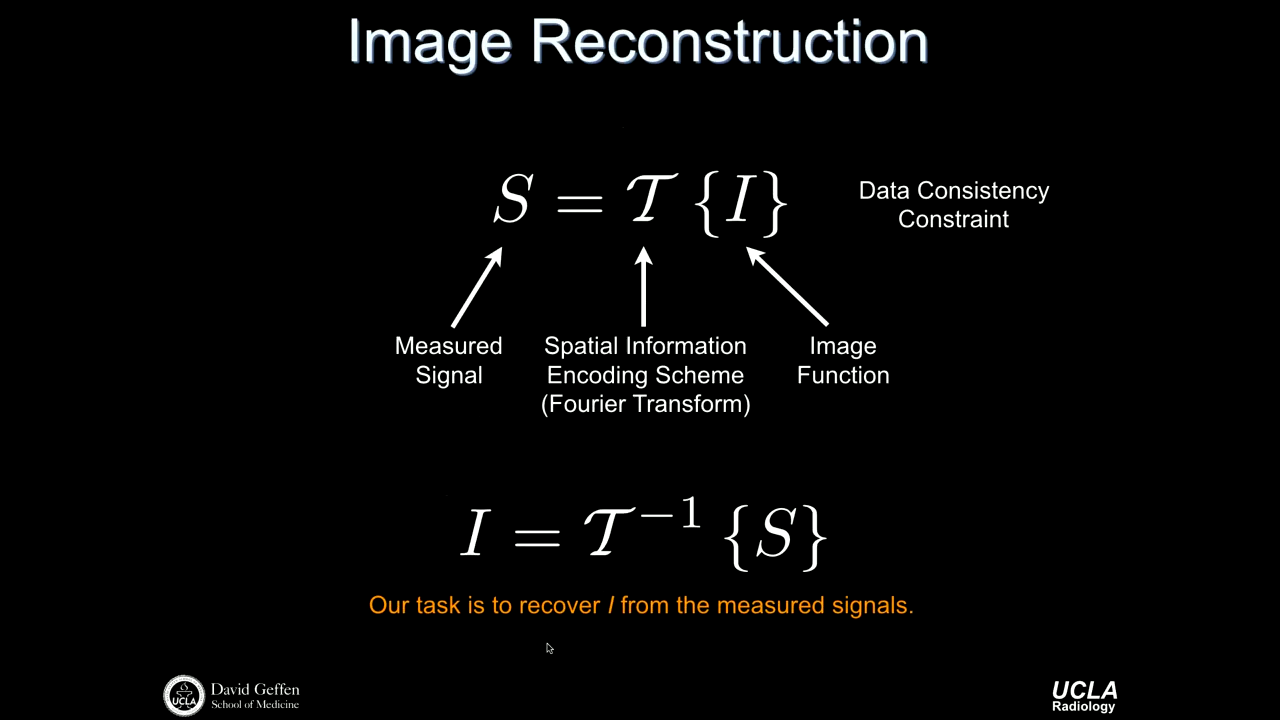 Image Reconstruction
S = 𝒯 {I}
Data Consistency
Constraint
Measured
Signal
Spatial Information
Encoding Scheme
(Fourier Transform)
Image
Function
I = 𝒯⁻¹ {S}
Our task is to recover I from the measured signals.
UCLA
David Geffen
School of Medicine
UCLA
Radiology